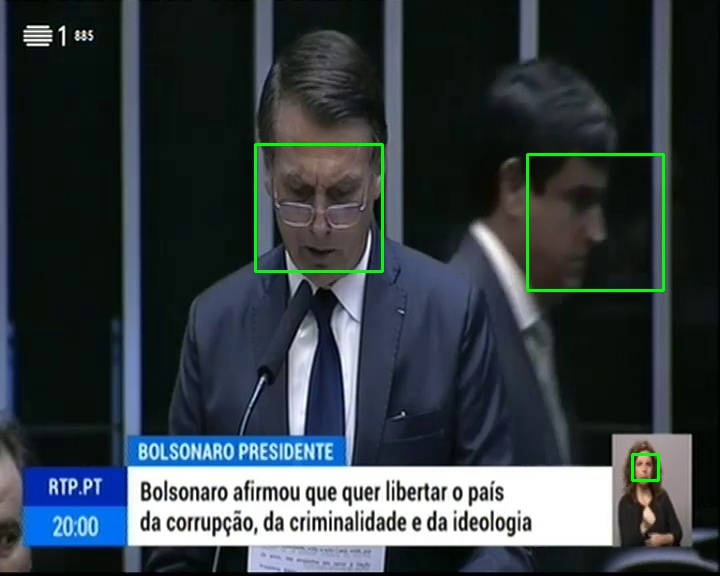 1 885
BOLSONARO PRESIDENTE
RTP.PT
Bolsonaro afirmou que quer libertar o país
20:00
da corrupção, da criminalidade e da ideologia